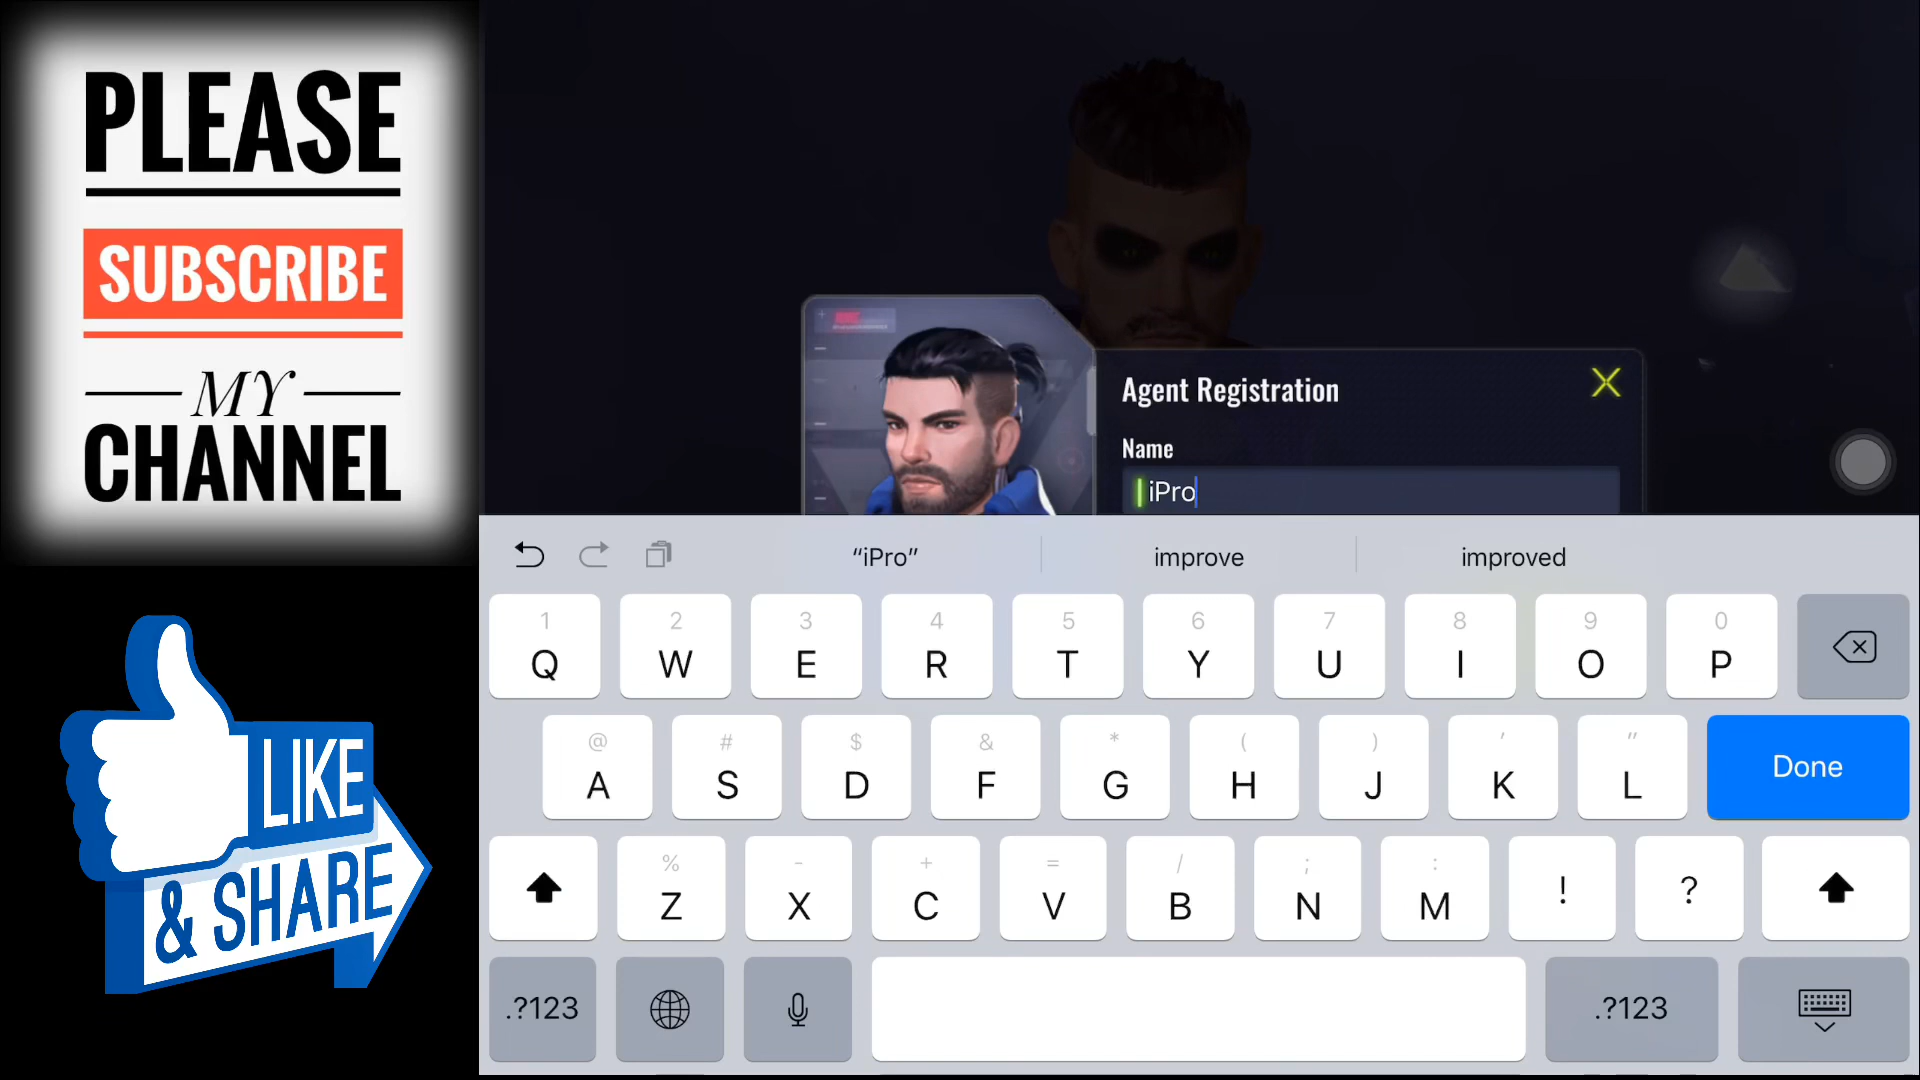 PLEASE
SUBSCRIBE
MY
CHANNEL
LIKE
& SHARE
Agent Registration
Name
iPro
“iPro” improve improved
1 2 3 4 5 6 7 8 9 0
Q W E R T Y U I O P
@ # $ & * ( ) ' "
A S D F G H J K L Done
% - + = / ; :
Z X C V B N M ! ?
.?123 .?123